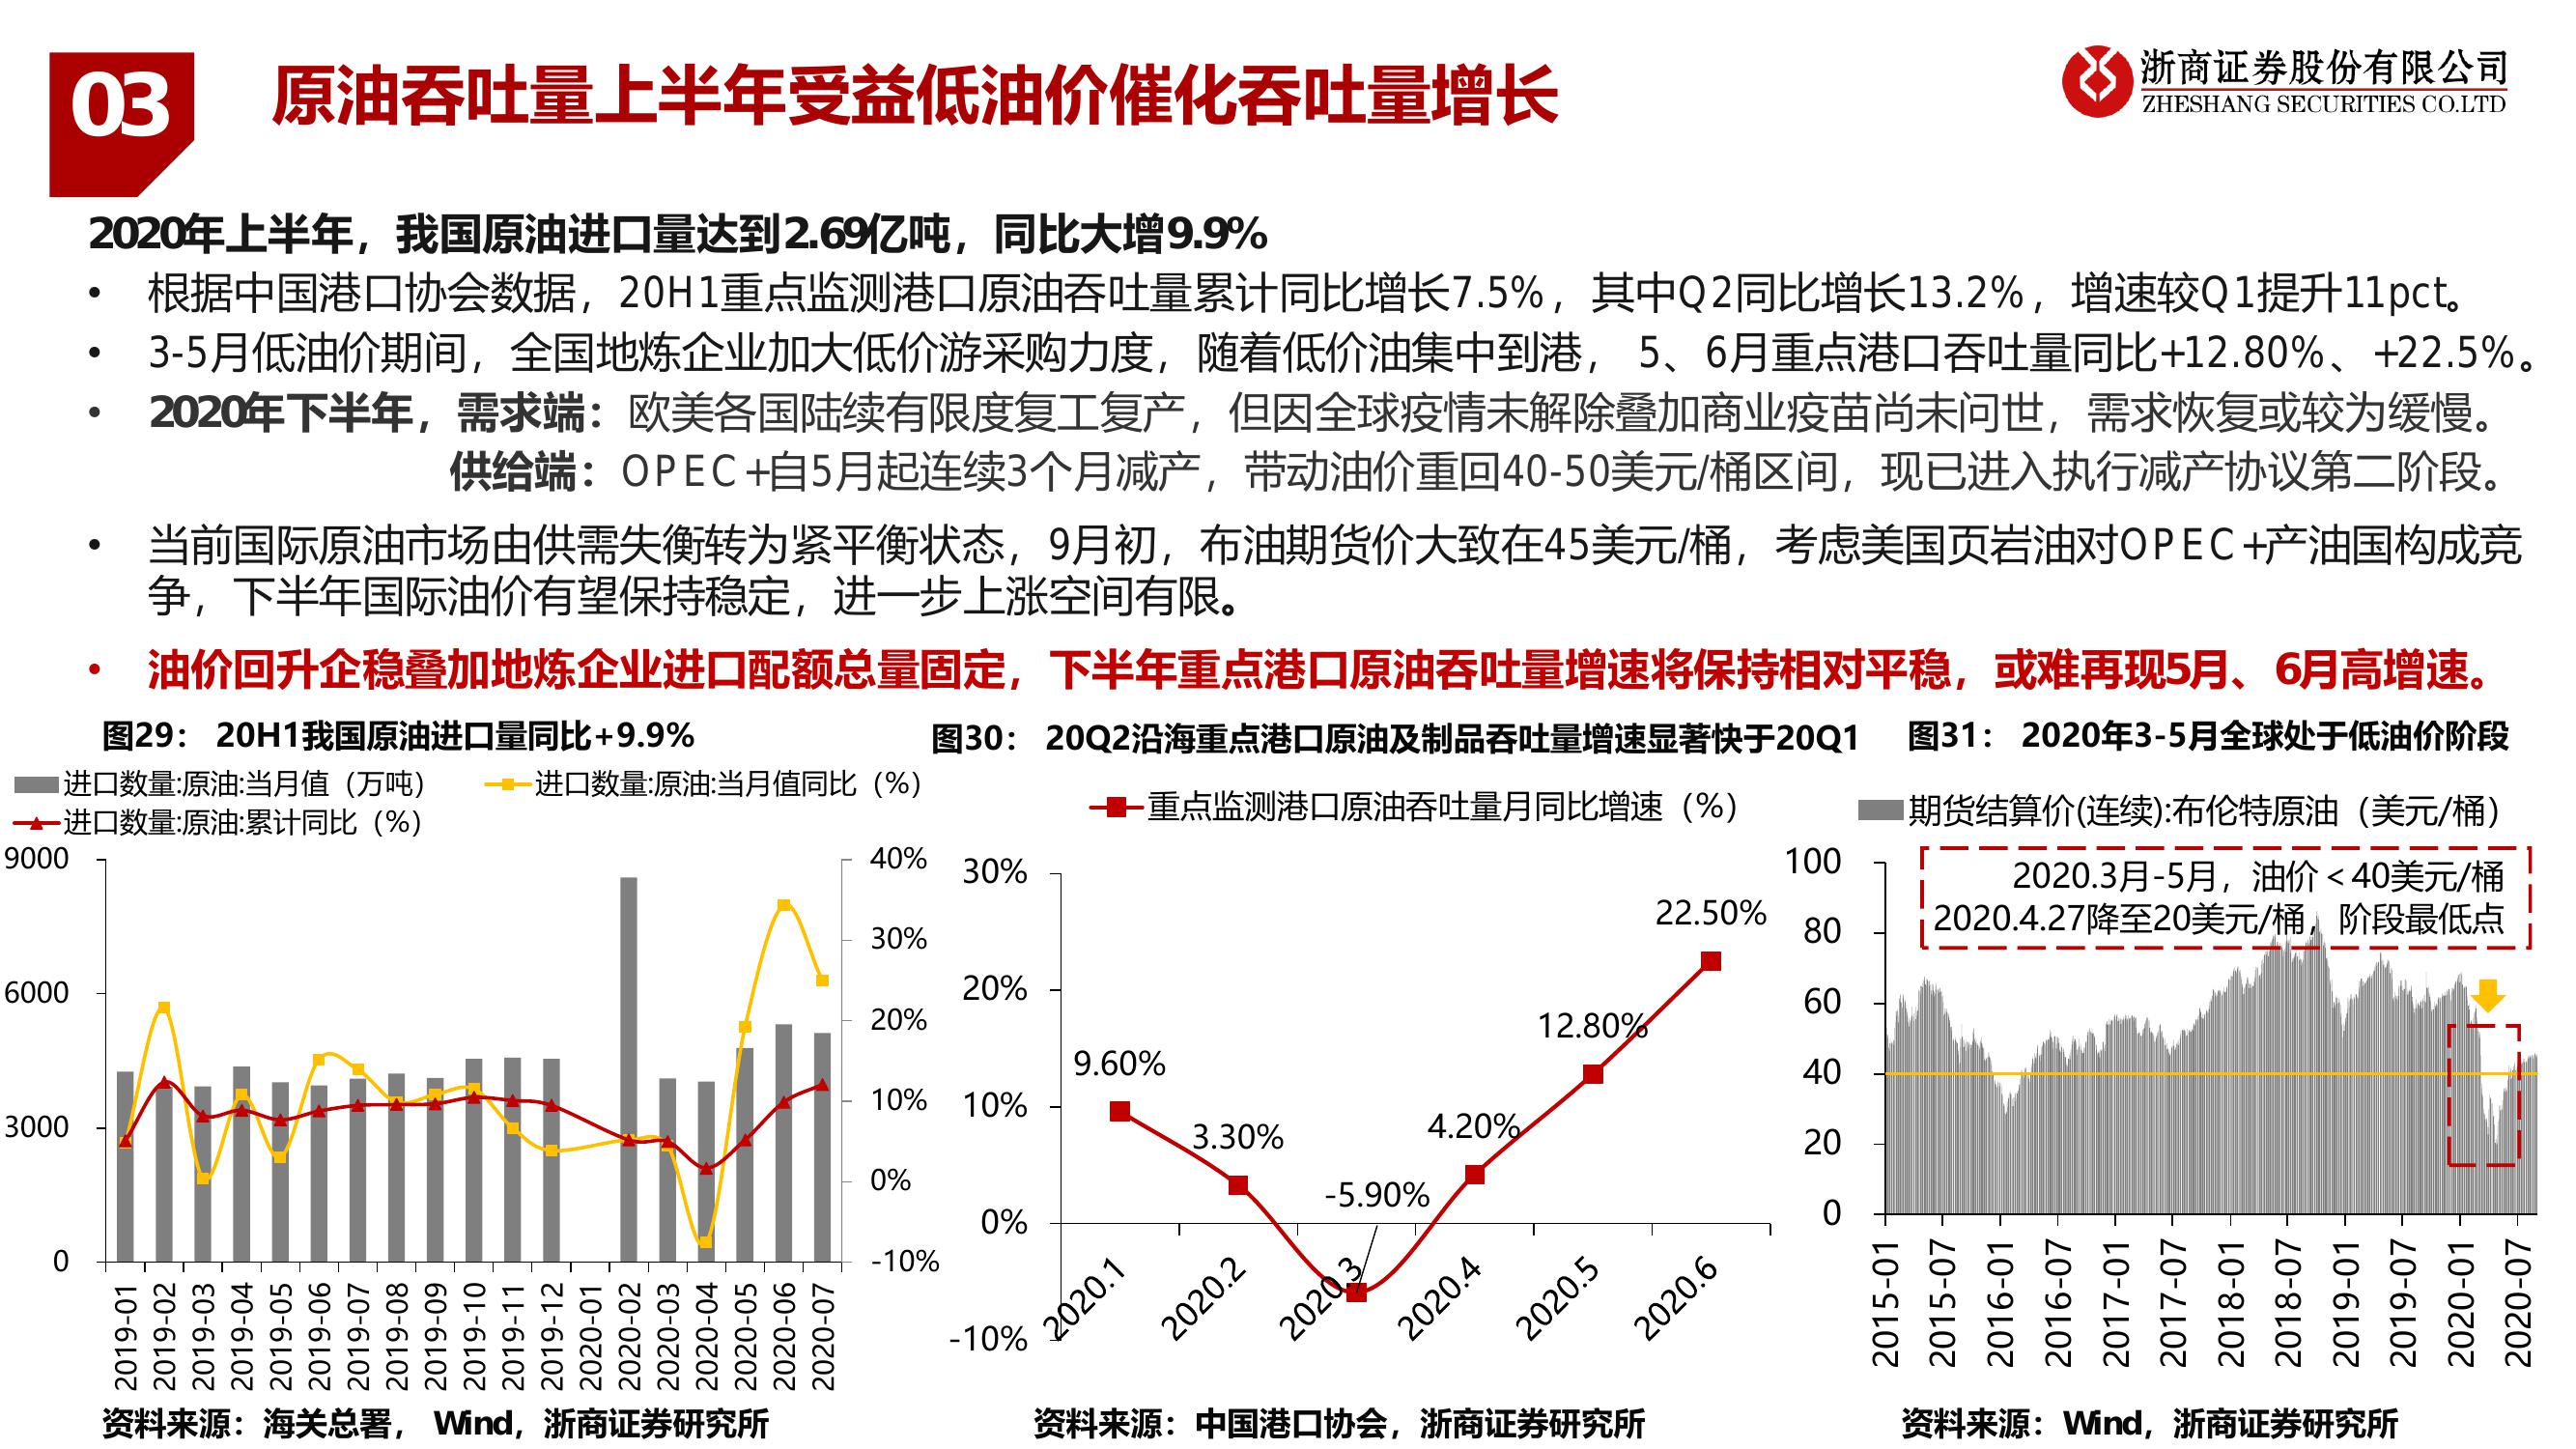 03
原油吞吐量上半年受益低油价催化吞吐量增长
浙商证券股份有限公司
ZHESHANG SECURITIES CO.LTD
2020年上半年，我国原油进口量达到2.69亿吨，同比大增9.9%
• 根据中国港口协会数据，20H1重点监测港口原油吞吐量累计同比增长7.5%，其中Q2同比增长13.2%，增速较Q1提升11pct。
• 3-5月低油价期间，全国地炼企业加大低价游采购力度，随着低价油集中到港， 5、6月重点港口吞吐量同比+12.80%、+22.5%。
• 2020年下半年，需求端：欧美各国陆续有限度复工复产，但因全球疫情未解除叠加商业疫苗尚未问世，需求恢复或较为缓慢。
供给端：OPEC+自5月起连续3个月减产，带动油价重回40-50美元/桶区间，现已进入执行减产协议第二阶段。
• 当前国际原油市场由供需失衡转为紧平衡状态，9月初，布油期货价大致在45美元/桶，考虑美国页岩油对OPEC+产油国构成竞
争，下半年国际油价有望保持稳定，进一步上涨空间有限。
• 油价回升企稳叠加地炼企业进口配额总量固定，下半年重点港口原油吞吐量增速将保持相对平稳，或难再现5月、6月高增速。
图29： 20H1我国原油进口量同比+9.9%
进口数量:原油:当月值（万吨）
进口数量:原油:当月值同比（%）
进口数量:原油:累计同比（%）
9000
6000
3000
0
40%
30%
20%
10%
0%
-10%
2019-01
2019-02
2019-03
2019-04
2019-05
2019-06
2019-07
2019-08
2019-09
2019-10
2019-11
2019-12
2020-01
2020-02
2020-03
2020-04
2020-05
2020-06
2020-07
资料来源：海关总署， Wind，浙商证券研究所
图30： 20Q2沿海重点港口原油及制品吞吐量增速显著快于20Q1
重点监测港口原油吞吐量月同比增速（%）
30%
20%
10%
0%
-10%
9.60%
3.30%
-5.90%
4.20%
12.80%
22.50%
2020.1
2020.2
2020.3
2020.4
2020.5
2020.6
资料来源：中国港口协会，浙商证券研究所
图31： 2020年3-5月全球处于低油价阶段
期货结算价(连续):布伦特原油（美元/桶）
2020.3月-5月，油价＜40美元/桶
2020.4.27降至20美元/桶，阶段最低点
100
80
60
40
20
0
2015-01
2015-07
2016-01
2016-07
2017-01
2017-07
2018-01
2018-07
2019-01
2019-07
2020-01
2020-07
资料来源：Wind，浙商证券研究所